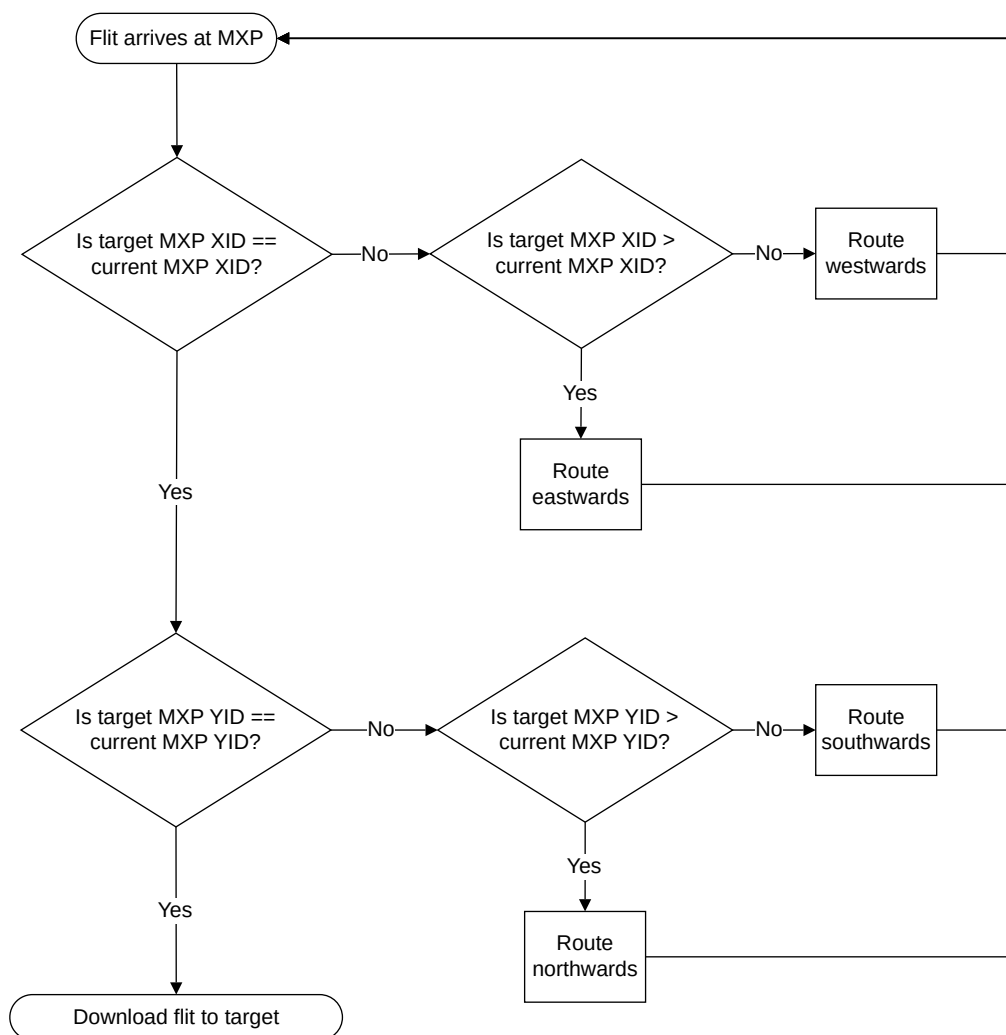 Flit arrives at MXP
Is target MXP XID ==
current MXP XID?
No
Is target MXP XID >
current MXP XID?
No
Route
westwards
Yes
Route
eastwards
Yes
Is target MXP YID ==
current MXP YID?
No
Is target MXP YID >
current MXP YID?
No
Route
southwards
Yes
Route
northwards
Yes
Download flit to target